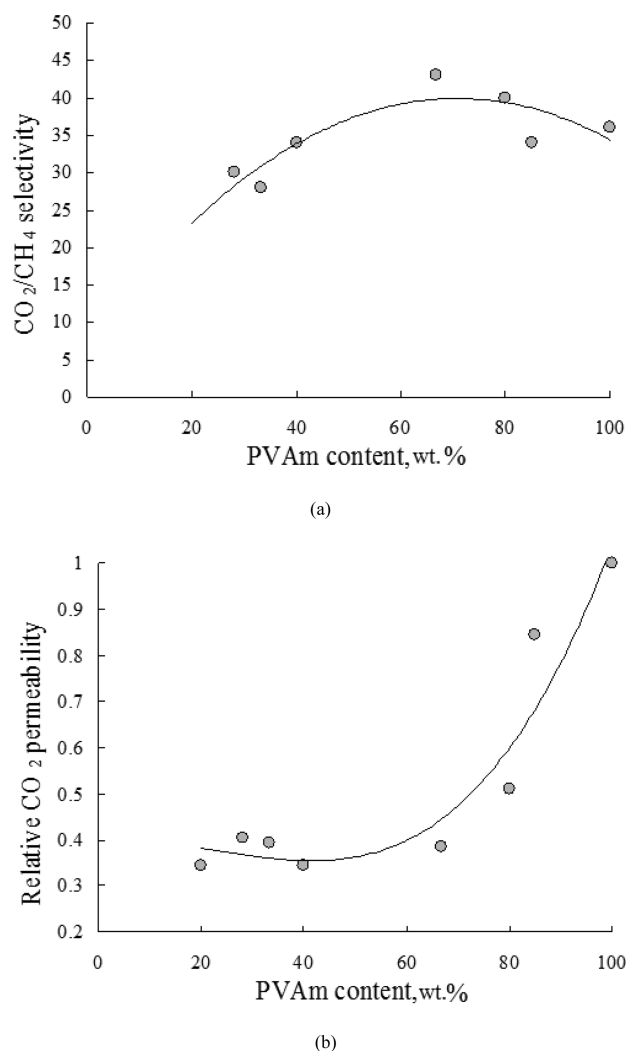 50
45
40
35
30
25
20
15
10
5
0
CO2/CH4 selectivity
0 20 40 60 80 100
PVAm content,wt.%
(a)
1
0.9
0.8
0.7
0.6
0.5
0.4
0.3
0.2
Relative CO2 permeability
0 20 40 60 80 100
PVAm content,wt.%
(b)